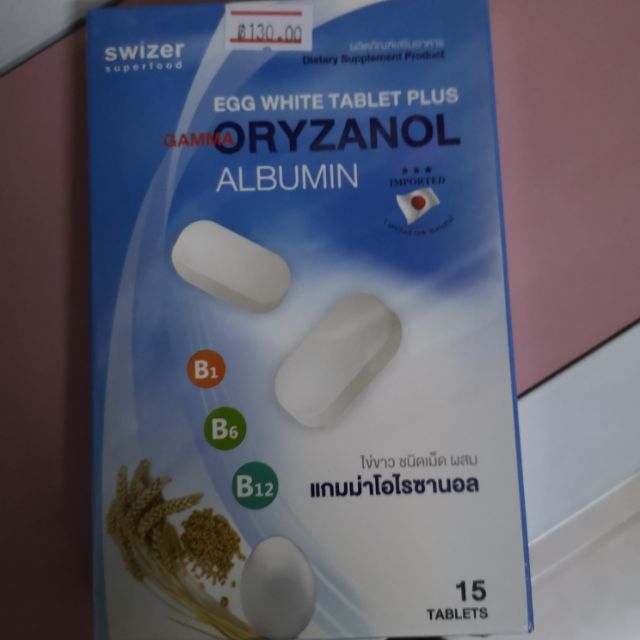 ฿130.00
swizer
superfood
ผลิตภัณฑ์เสริมอาหาร
Dietary Supplement Product
EGG WHITE TABLET PLUS
GAMMA ORYZANOL
ALBUMIN
IMPORTED
B1
B6
B12
ไข่ขาว ชนิดเม็ด ผสม
แกมม่าโอไรซานอล
15
TABLETS